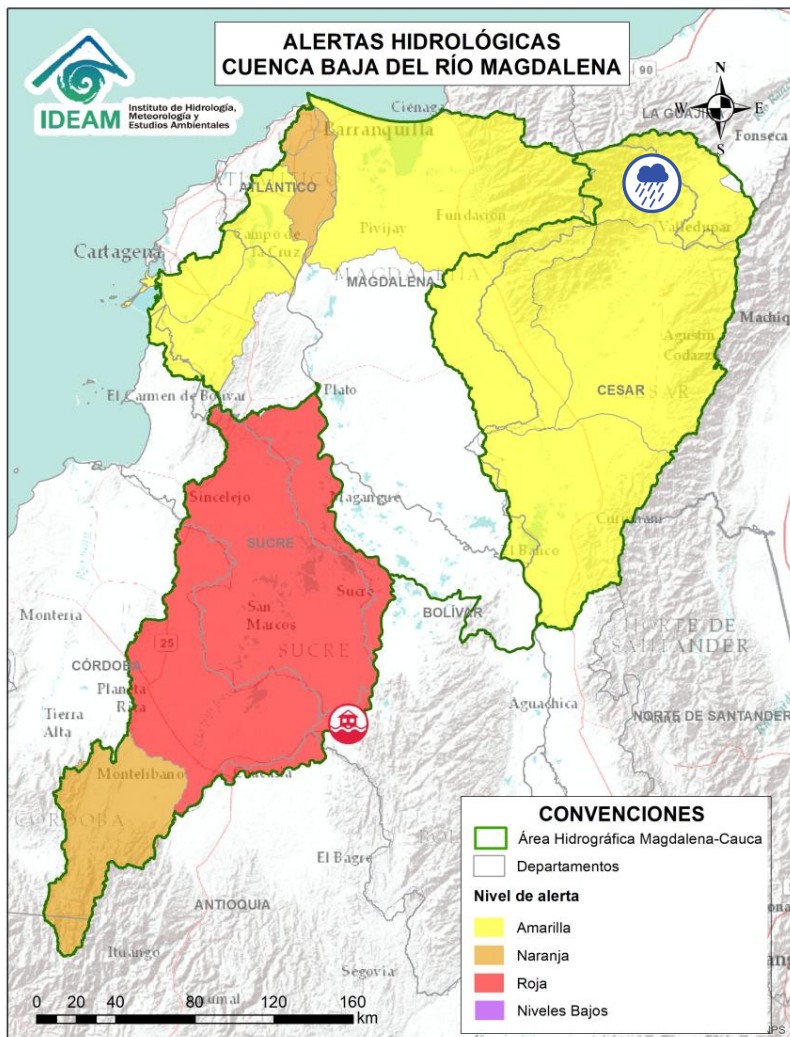 ALERTAS HIDROLÓGICAS
CUENCA BAJA DEL RÍO MAGDALENA
IDEAM
Instituto de Hidrología,
Meteorología y
Estudios Ambientales
90
N
W
E
S
Ciénaga
LA GUAJIRA
Fonseca
Barranquilla
ATLÁNTICO
Cartagena
Campo de
la Cruz
Pivijay
Fundación
Valledupar
MAGDALENA
MAGDALENA
Agustín
Codazzi
CESAR
El Carmen de Bolívar
Plato
Sincelejo
Magangué
SUCRE
El Banco
San
Marcos
Sucre
SUCRE
BOLÍVAR
Montería
25
CÓRDOBA
Planeta
Rica
Tierra
Alta
NORTE DE
SANTANDER
Aguachica
NORTE DE SANTANDER
Montelíbano
CÓRDOBA
El Bagre
ANTIOQUIA
Ituango
Segovia
CONVENCIONES
Área Hidrográfica Magdalena-Cauca
Departamentos
Nivel de alerta
Amarilla
Naranja
Roja
Niveles Bajos
0 20 40 80 120 160
km